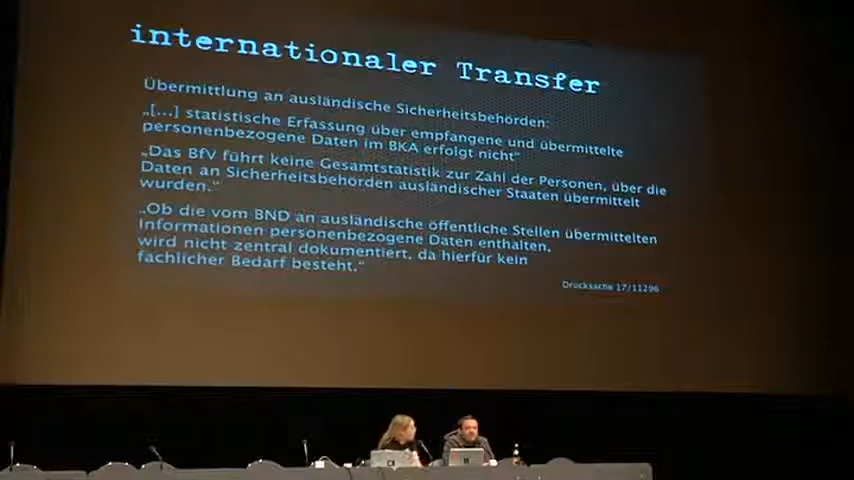 internationaler Transfer
Übermittlung an ausländische Sicherheitsbehörden:
„[...] statistische Erfassung über empfangene und übermittelte
personenbezogene Daten im BKA erfolgt nicht“
„Das BfV führt keine Gesamtstatistik zur Zahl der Personen, über die
Daten an Sicherheitsbehörden ausländischer Staaten übermittelt
wurden.“
„Ob die vom BND an ausländische öffentliche Stellen übermittelten
Informationen personenbezogene Daten enthalten,
wird nicht zentral dokumentiert, da hierfür kein
fachlicher Bedarf besteht.“
Drucksache 17/11296